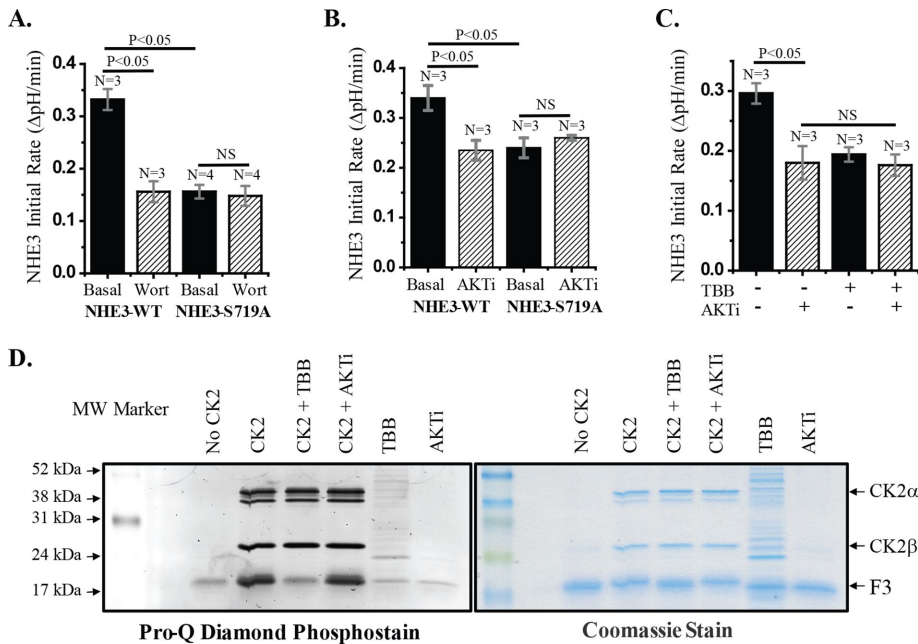 A.
NHE3 Initial Rate (ΔpH/min)
0.4
0.3
0.2
0.1
0.0
P<0.05
P<0.05
N=3
N=3
N=4
NS
N=4
Basal
Wort
Basal
Wort
NHE3-WT
NHE3-S719A
B.
NHE3 Initial Rate (ΔpH/min)
0.4
0.3
0.2
0.1
0.0
P<0.05
P<0.05
N=3
N=3
N=3
NS
N=3
Basal
AKTi
Basal
AKTi
NHE3-WT
NHE3-S719A
C.
NHE3 Initial Rate (ΔpH/min)
0.3
0.2
0.1
0.0
P<0.05
N=3
N=3
NS
N=3
N=3
TBB - - + +
AKTi - + - +
D.
MW Marker
No CK2
CK2
CK2 + TBB
CK2 + AKTi
TBB
AKTi
No CK2
CK2
CK2 + TBB
CK2 + AKTi
TBB
AKTi
52 kDa
38 kDa
31 kDa
24 kDa
17 kDa
CK2α
CK2β
F3
Pro-Q Diamond Phosphostain
Coomassie Stain